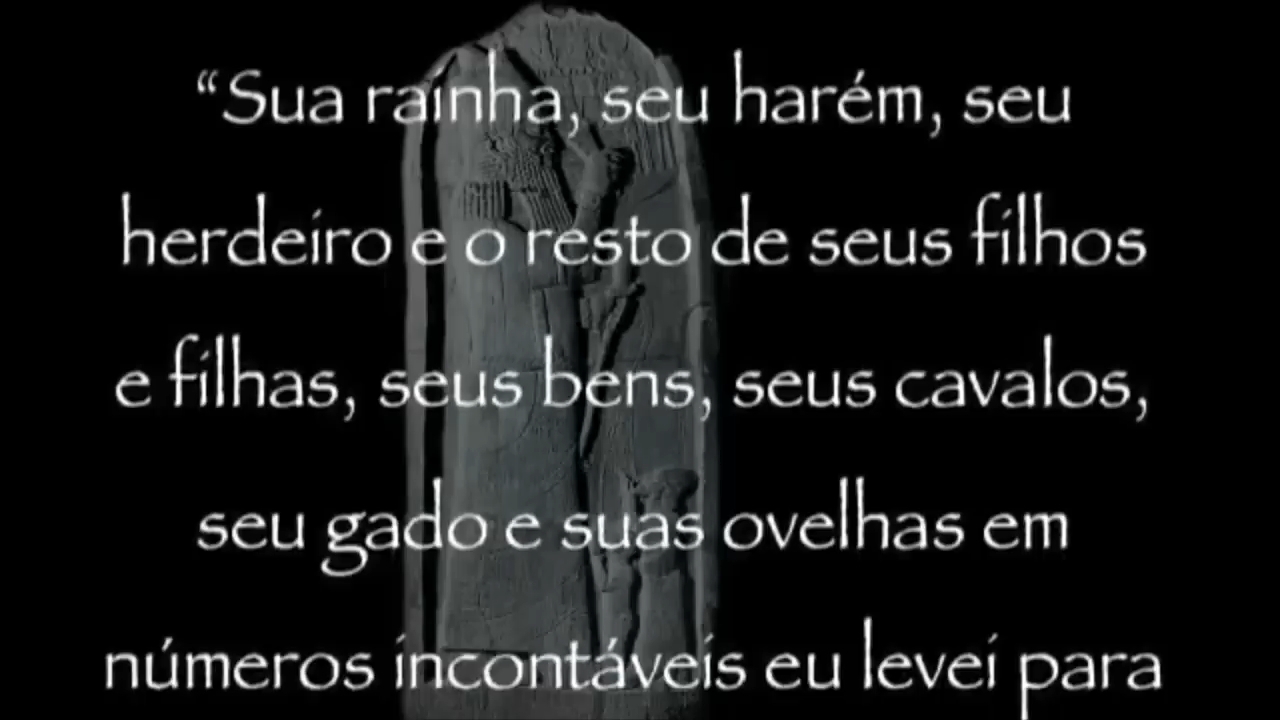 “Sua rainha, seu harém, seu
herdeiro e o resto de seus filhos
e filhas, seus bens, seus cavalos,
seu gado e suas ovelhas em
números incontáveis eu levei para